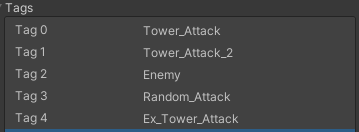 Tags
Tag 0 Tower_Attack
Tag 1 Tower_Attack_2
Tag 2 Enemy
Tag 3 Random_Attack
Tag 4 Ex_Tower_Attack